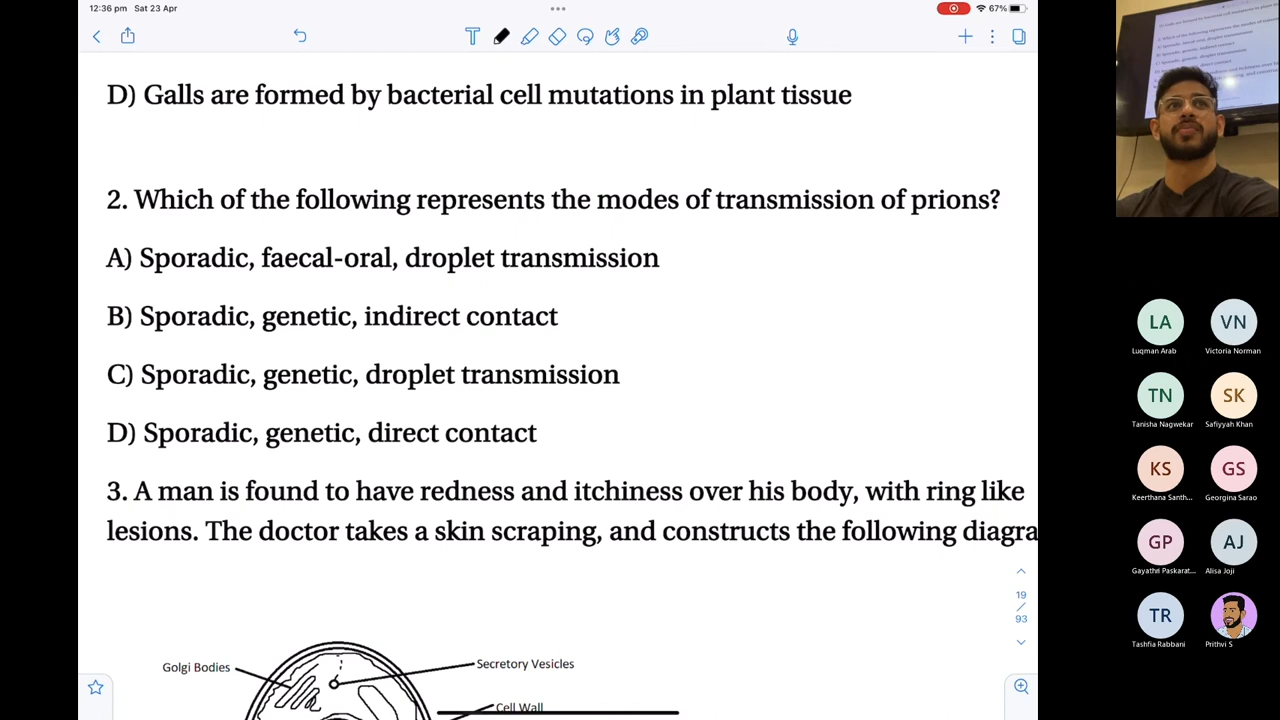 12:36 pm Sat 23 Apr
67%
D) Galls are formed by bacterial cell mutations in plant tissue
2. Which of the following represents the modes of transmission of prions?
A) Sporadic, faecal-oral, droplet transmission
B) Sporadic, genetic, indirect contact
C) Sporadic, genetic, droplet transmission
D) Sporadic, genetic, direct contact
3. A man is found to have redness and itchiness over his body, with ring like
lesions. The doctor takes a skin scraping, and constructs the following diagra
19
/
93
Golgi Bodies
Secretory Vesicles
Cell Wall
LA VN
Luqman Arab Victoria Norman
TN SK
Tanisha Nagwekar Safiyyah Khan
KS GS
Keerthana Santh... Georgina Sarao
GP AJ
Gayathri Paskarat... Alisa Joji
TR
Tashfia Rabbani Prithvi S